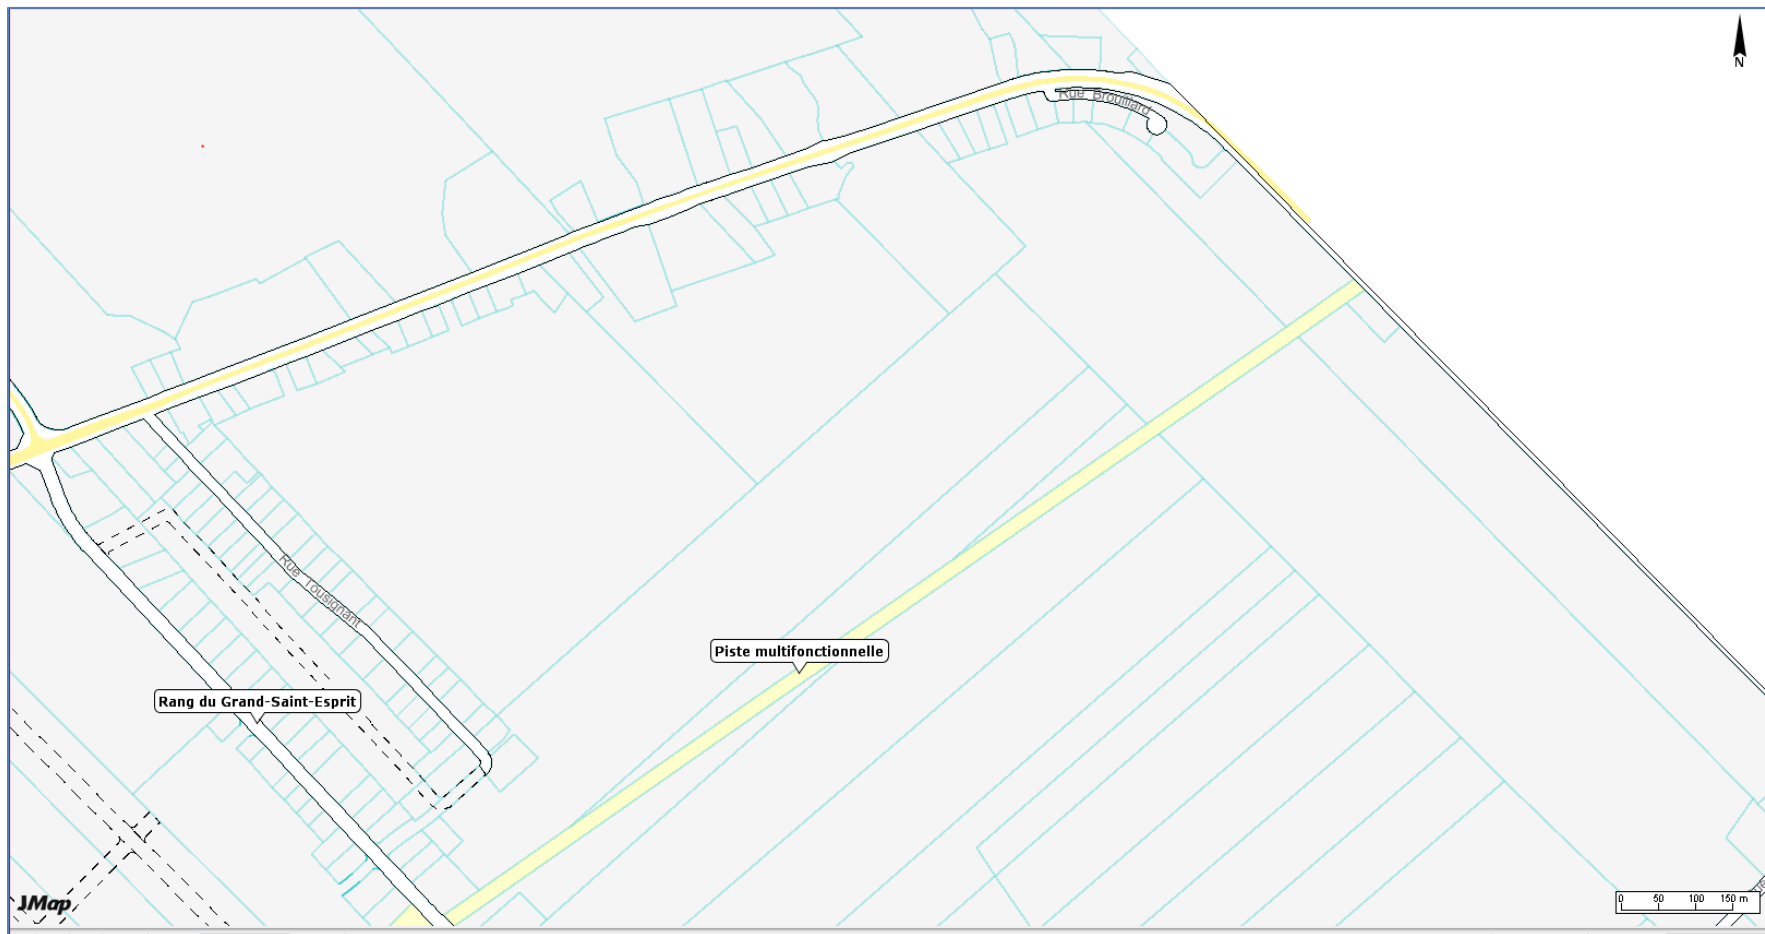 N
Rue Brouillard
Rue Tousignant
Piste multifonctionnelle
Rang du Grand-Saint-Esprit
JMap
0 50 100 150 m